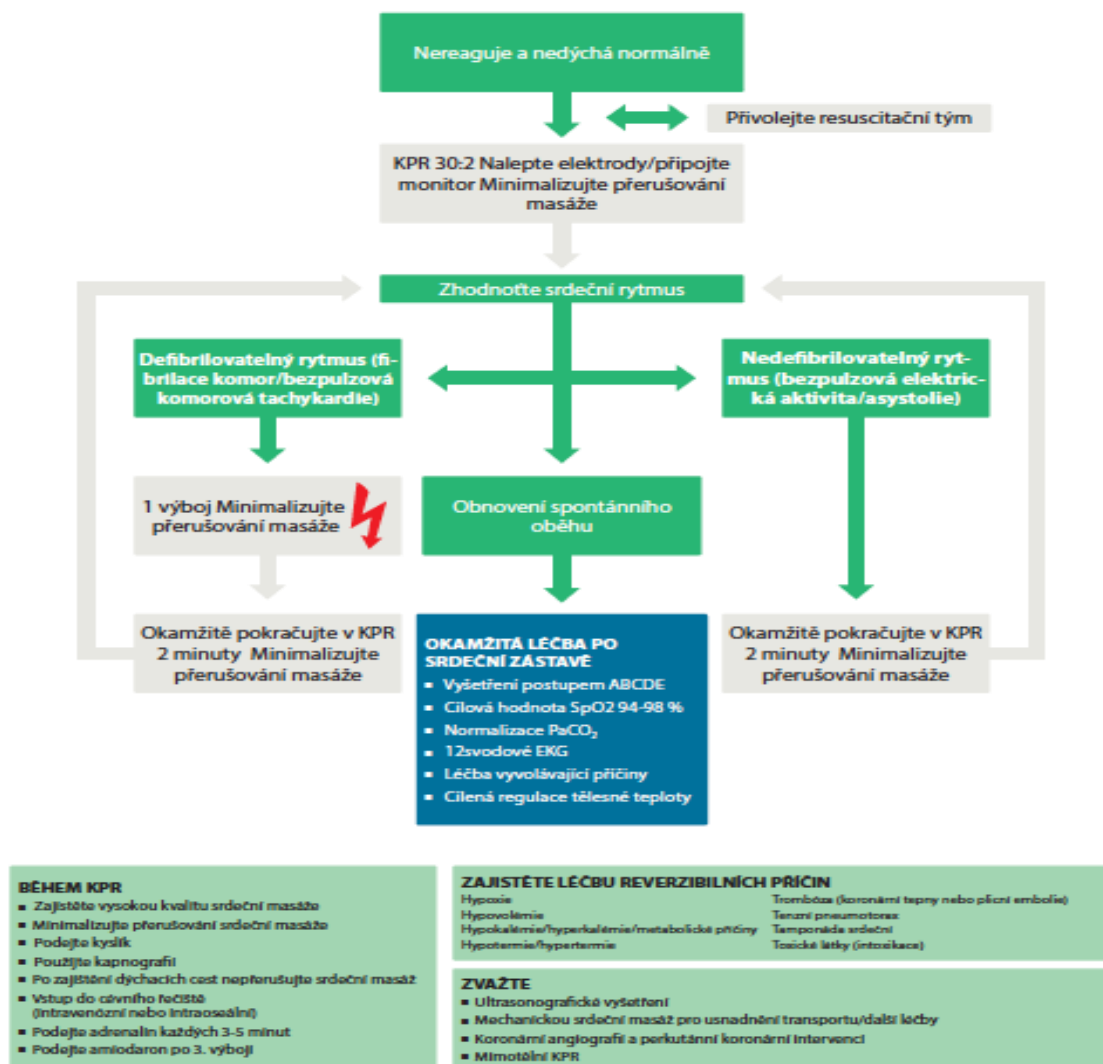 Nereaguje a nedýchá normálně
Přivolejte resuscitační tým
KPR 30:2 Nalepte elektrody/připojte
monitor Minimalizujte přerušování
masáže
Zhodnoťte srdeční rytmus
Defibrilovatelný rytmus (fi-
brilace komor/bezpulzová
komorová tachykardie)
Nedefibrilovatelný ryt-
mus (bezpulzová elektric-
ká aktivita/asystolie)
1 výboj Minimalizujte
přerušování masáže
Obnovení spontánního
oběhu
Okamžitě pokračujte v KPR
2 minuty Minimalizujte
přerušování masáže
OKAMŽITÁ LÉČBA PO
SRDEČNÍ ZÁSTAVĚ
▪ Vyšetření postupem ABCDE
▪ Cílová hodnota SpO2 94-98 %
▪ Normalizace PaCO₂
▪ 12svodové EKG
▪ Léčba vyvolávající příčiny
▪ Cílená regulace tělesné teploty
Okamžitě pokračujte v KPR
2 minuty Minimalizujte
přerušování masáže
BĚHEM KPR
▪ Zajistěte vysokou kvalitu srdeční masáže
▪ Minimalizujte přerušování srdeční masáže
▪ Podejte kyslík
▪ Použijte kapnografii
▪ Po zajištění dýchacích cest nepřerušujte srdeční masáž
▪ Vstup do cévního řečiště
(intravenózní nebo intraoseální)
▪ Podejte adrenalin každých 3-5 minut
▪ Podejte amiodaron po 3. výboji
ZAJISTĚTE LÉČBU REVERZIBILNÍCH PŘÍČIN
Hypoxie
Hypovolémie
Hypokalémie/hyperkalémie/metabolické příčiny
Hypotermie/hypertermie
Trombóza (koronární tepny nebo plicní embolie)
Tenzní pneumotorax
Tamponáda srdeční
Toxické látky (intoxikace)
ZVAŽTE
▪ Ultrasonografické vyšetření
▪ Mechanickou srdeční masáž pro usnadnění transportu/další léčby
▪ Koronární angiografii a perkutánní koronární intervenci
▪ Mimotělní KPR